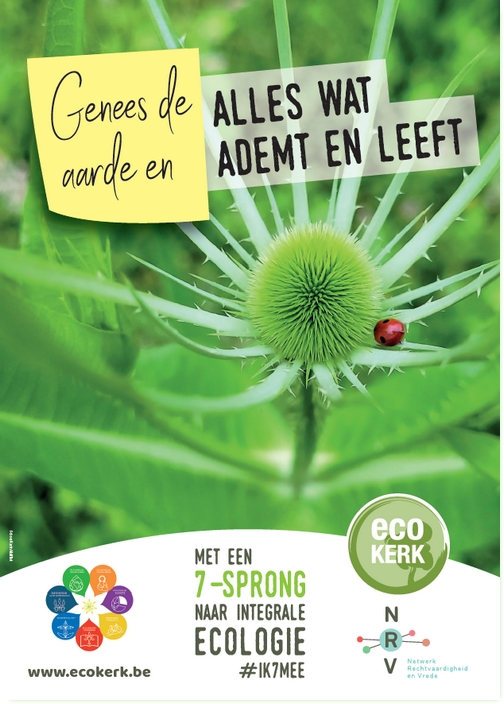 Genees de
aarde en
ALLES WAT
ADEMT EN LEEFT
eco
KERK
MET EEN
7-SPRONG
NAAR INTEGRALE
ECOLOGIE
#IK7MEE
www.ecokerk.be
N
R
V
Netwerk
Rechtvaardigheid
en Vrede